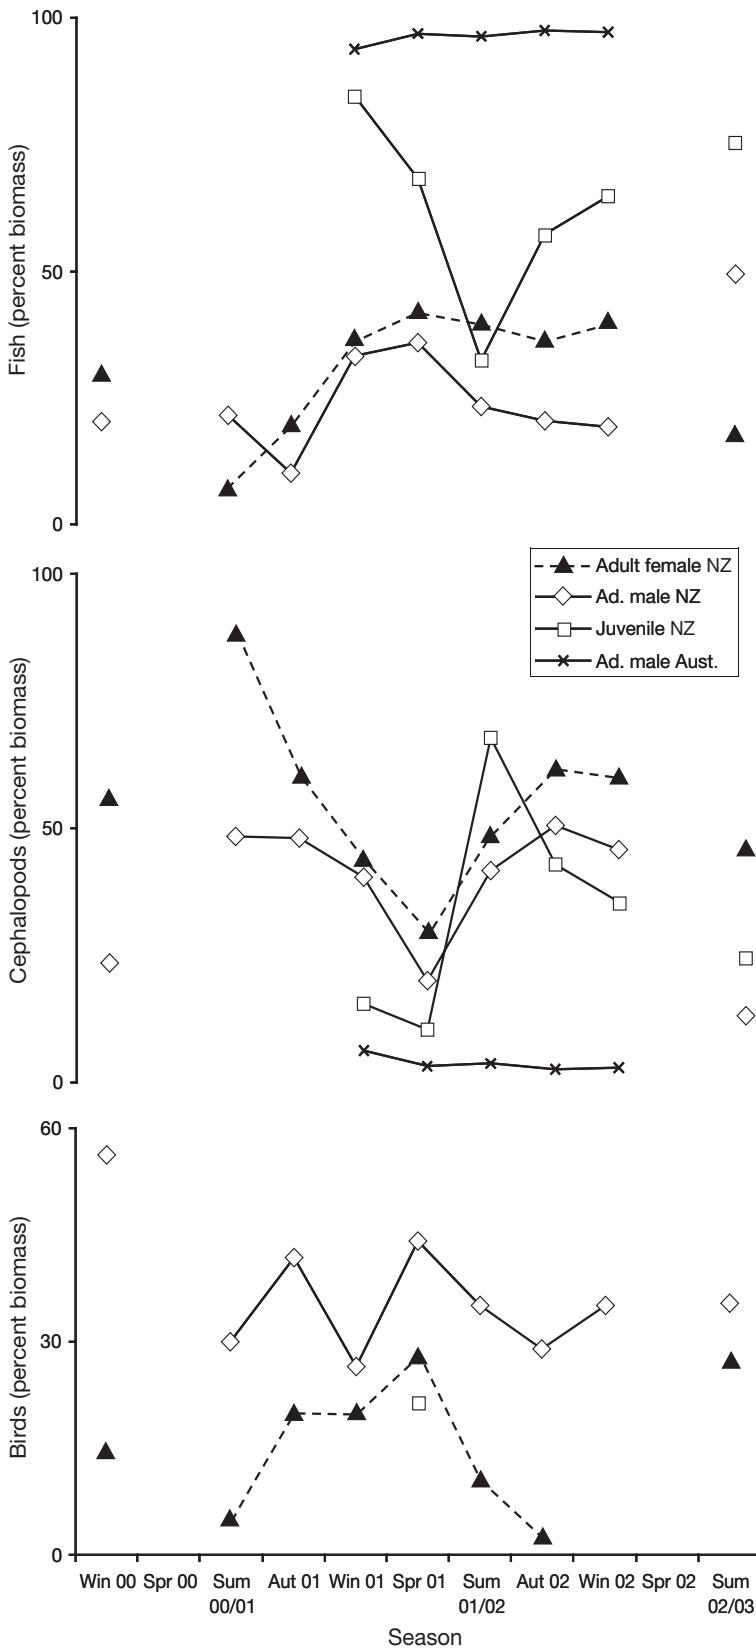 100
50
0
Fish (percent biomass)
Adult female NZ
Ad. male NZ
Juvenile NZ
Ad. male Aust.
100
50
0
Cephalopods (percent biomass)
60
30
0
Birds (percent biomass)
Win 00 Spr 00 Sum Aut 01 Win 01 Spr 01 Sum Aut 02 Win 02 Spr 02 Sum
00/01 01/02 02/03
Season